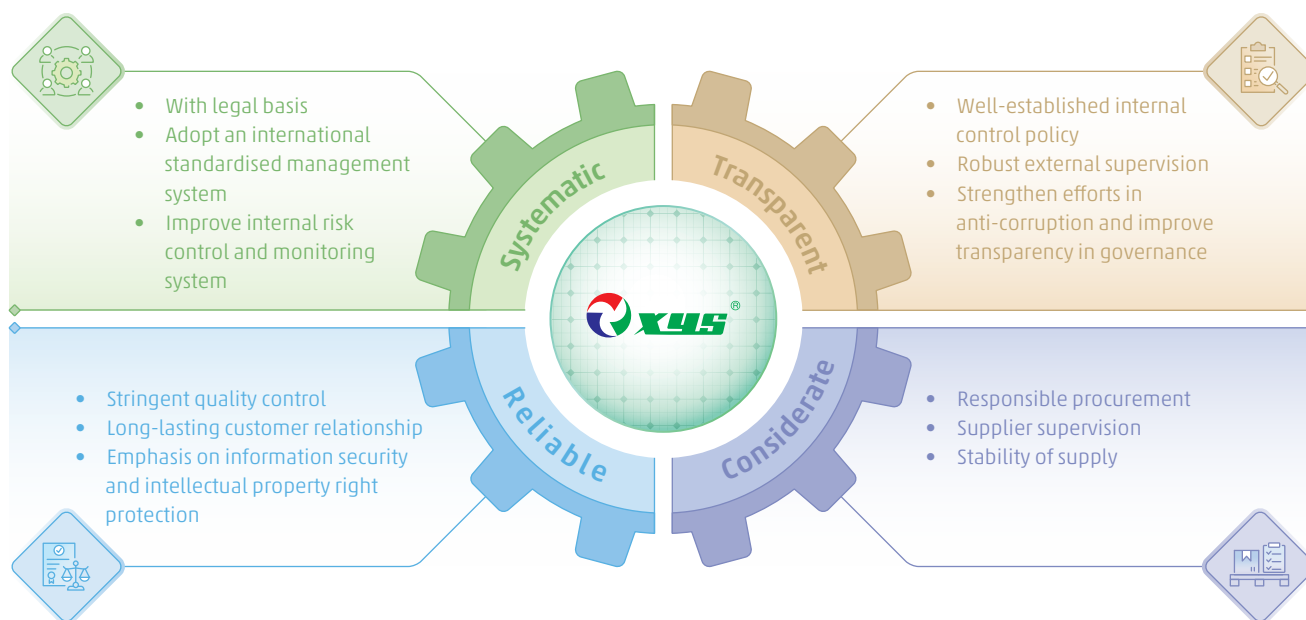 • With legal basis
• Adopt an international
standardised management
system
• Improve internal risk
control and monitoring
system
Systematic
Transparent
• Well-established internal
control policy
• Robust external supervision
• Strengthen efforts in
anti-corruption and improve
transparency in governance
xys®
• Stringent quality control
• Long-lasting customer relationship
• Emphasis on information security
and intellectual property right
protection
Reliable
Considerate
• Responsible procurement
• Supplier supervision
• Stability of supply